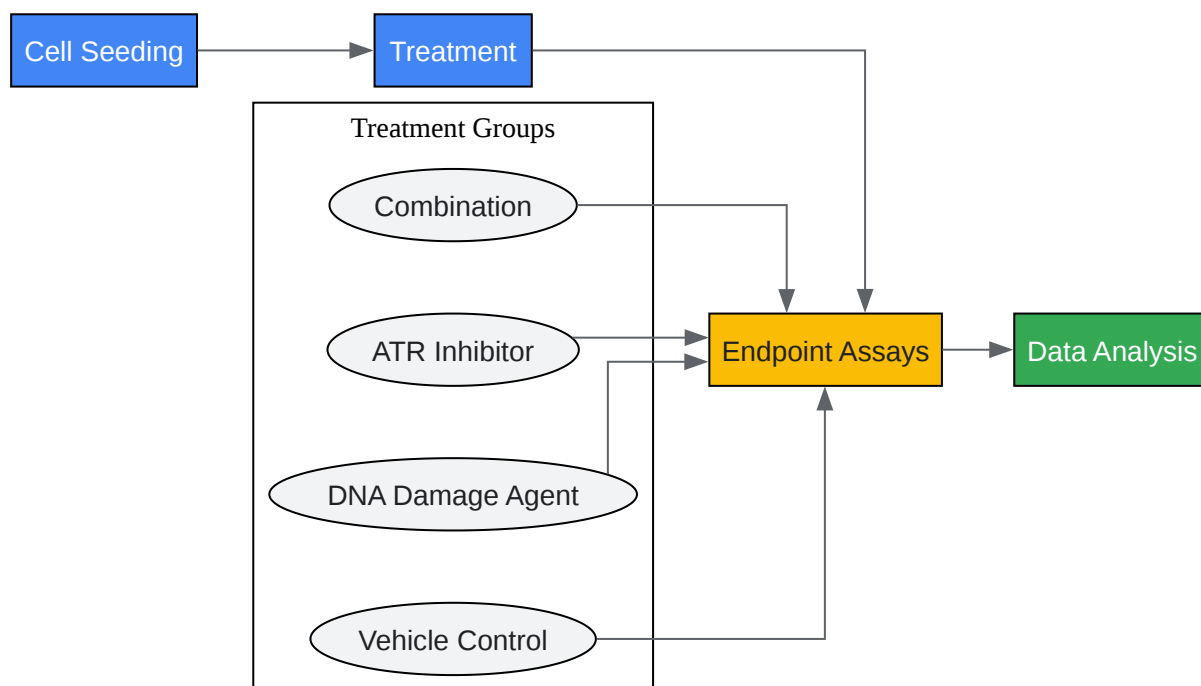 Cell Seeding
Treatment
Treatment Groups
Combination
ATR Inhibitor
Endpoint Assays
Data Analysis
DNA Damage Agent
Vehicle Control